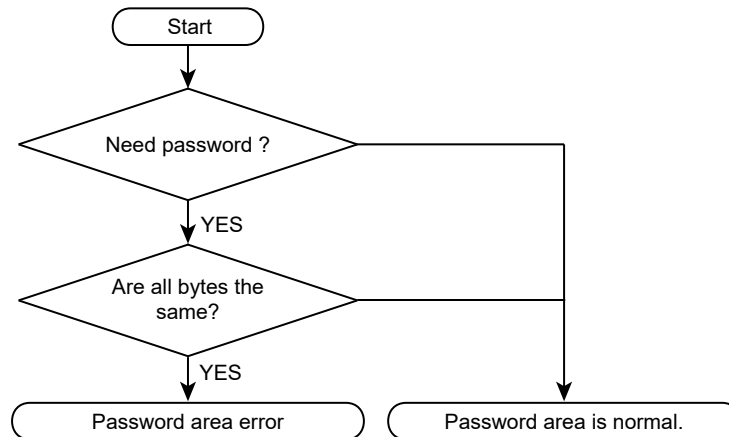 Start
Need password ?
YES
Are all bytes the
same?
YES
Password area error
Password area is normal.